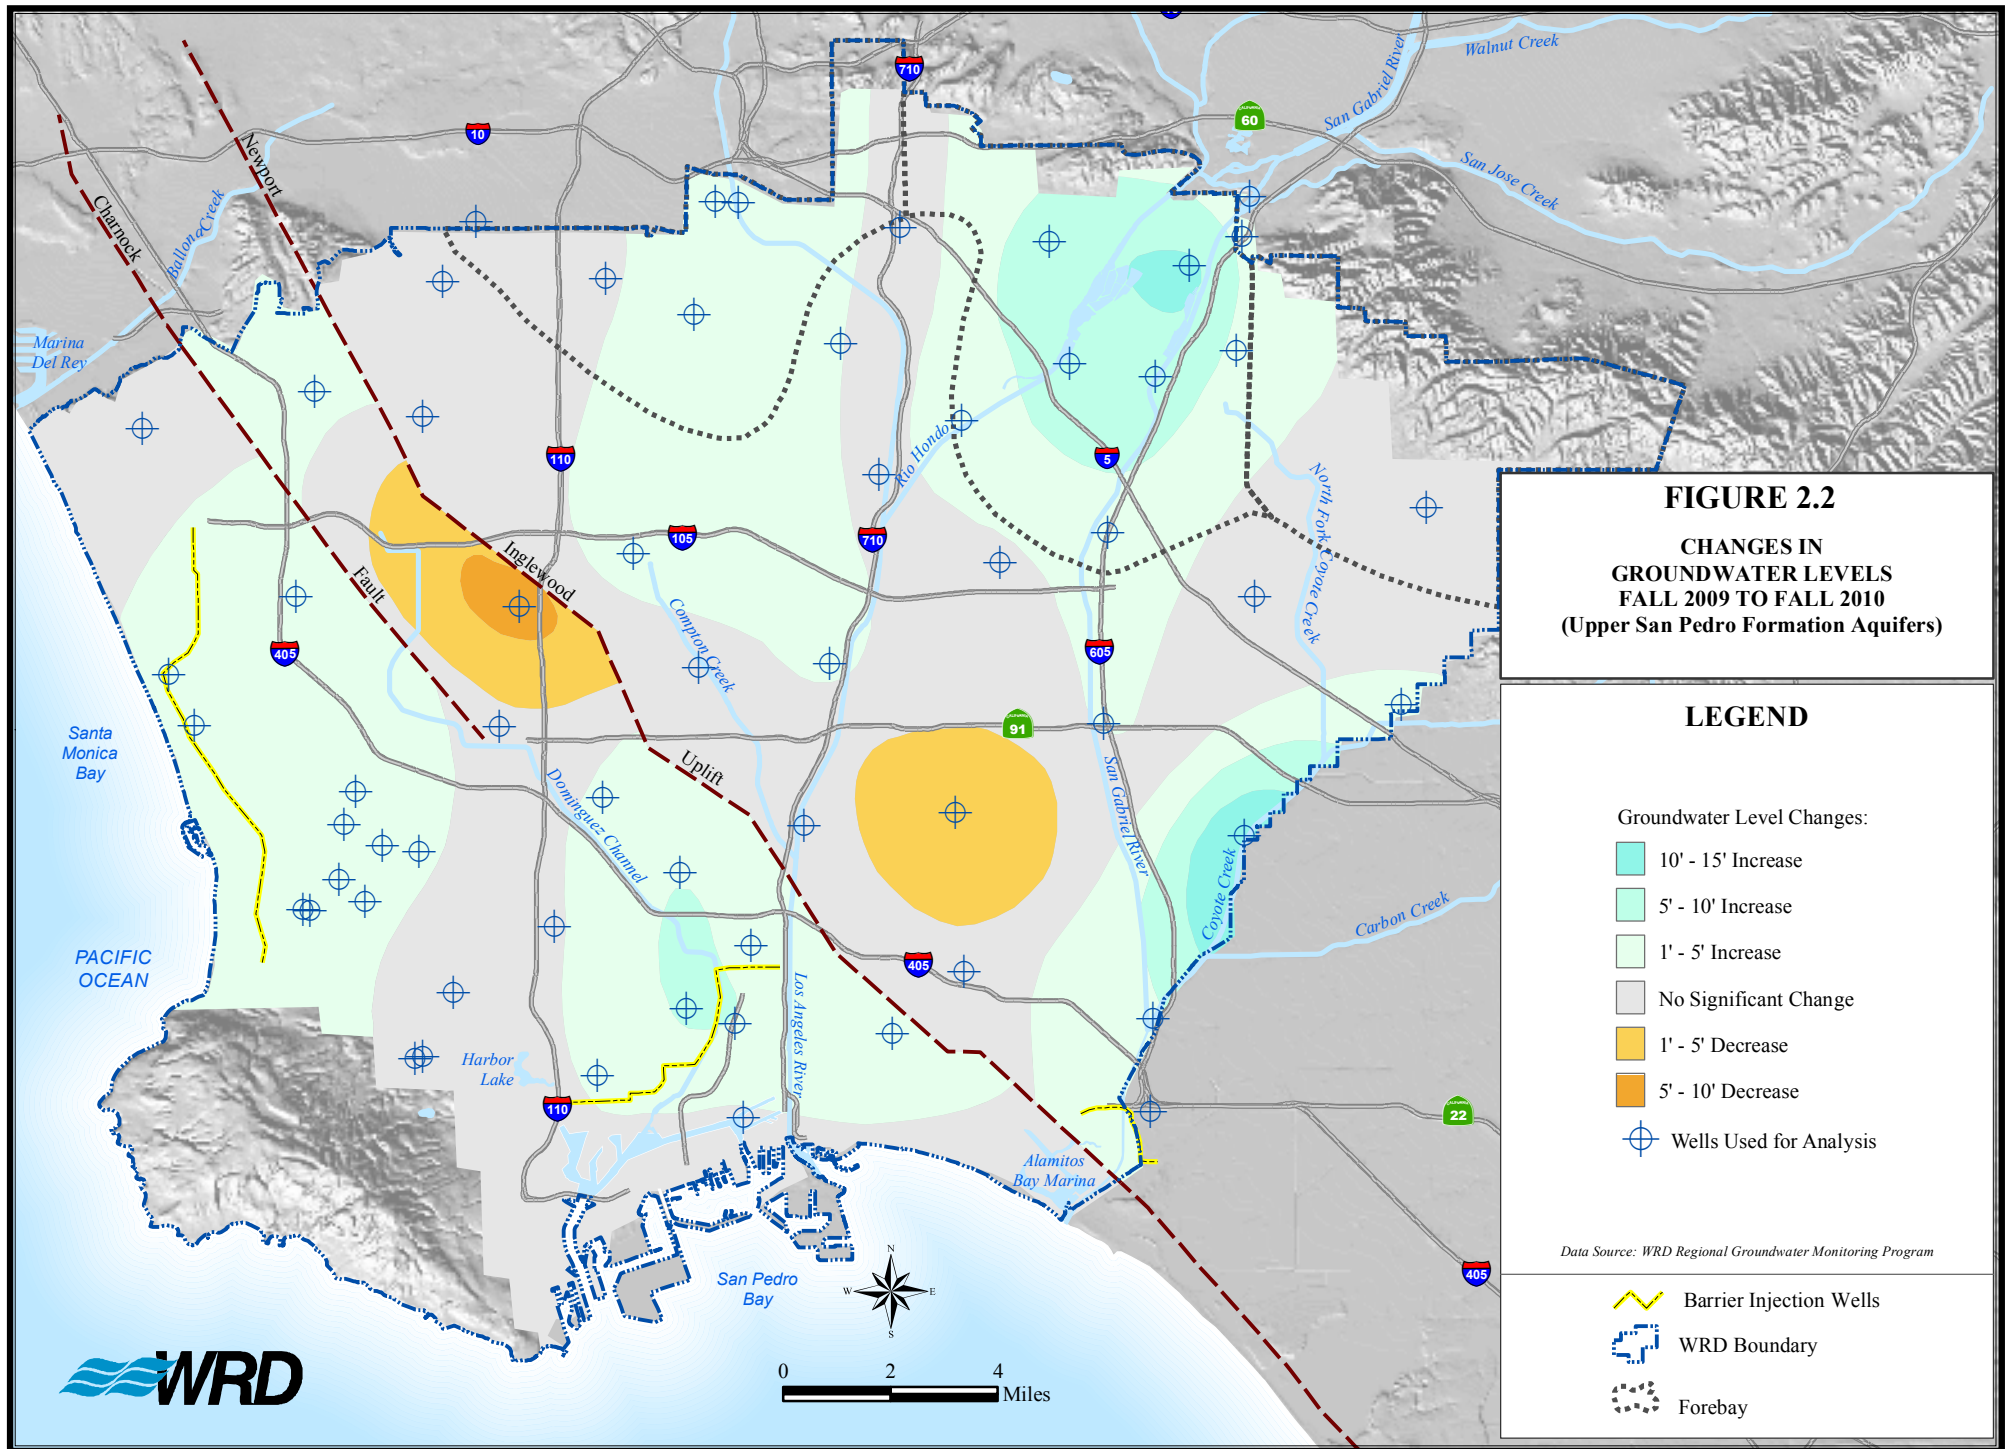 FIGURE 2.2
CHANGES IN
GROUNDWATER LEVELS
FALL 2009 TO FALL 2010
(Upper San Pedro Formation Aquifers)
LEGEND
Groundwater Level Changes:
10' - 15' Increase
5' - 10' Increase
1' - 5' Increase
No Significant Change
1' - 5' Decrease
5' - 10' Decrease
Wells Used for Analysis
Data Source: WRD Regional Groundwater Monitoring Program
Barrier Injection Wells
WRD Boundary
Forebay
710
Walnut Creek
San Gabriel River
CALIFORNIA
60
10
Newport
San Jose Creek
Charnock
Ballona Creek
Marina
Del Rey
110
5
Rio Hondo
North Fork Coyote Creek
105
710
Inglewood
Fault
Compton Creek
405
605
Santa
Monica
Bay
CALIFORNIA
91
Uplift
Dominguez Channel
San Gabriel River
Coyote Creek
Carbon Creek
PACIFIC
OCEAN
405
Los Angeles River
Harbor
Lake
110
CALIFORNIA
22
Alamitos
Bay Marina
San Pedro
Bay
N
W
E
S
405
WRD
0
2
4
Miles